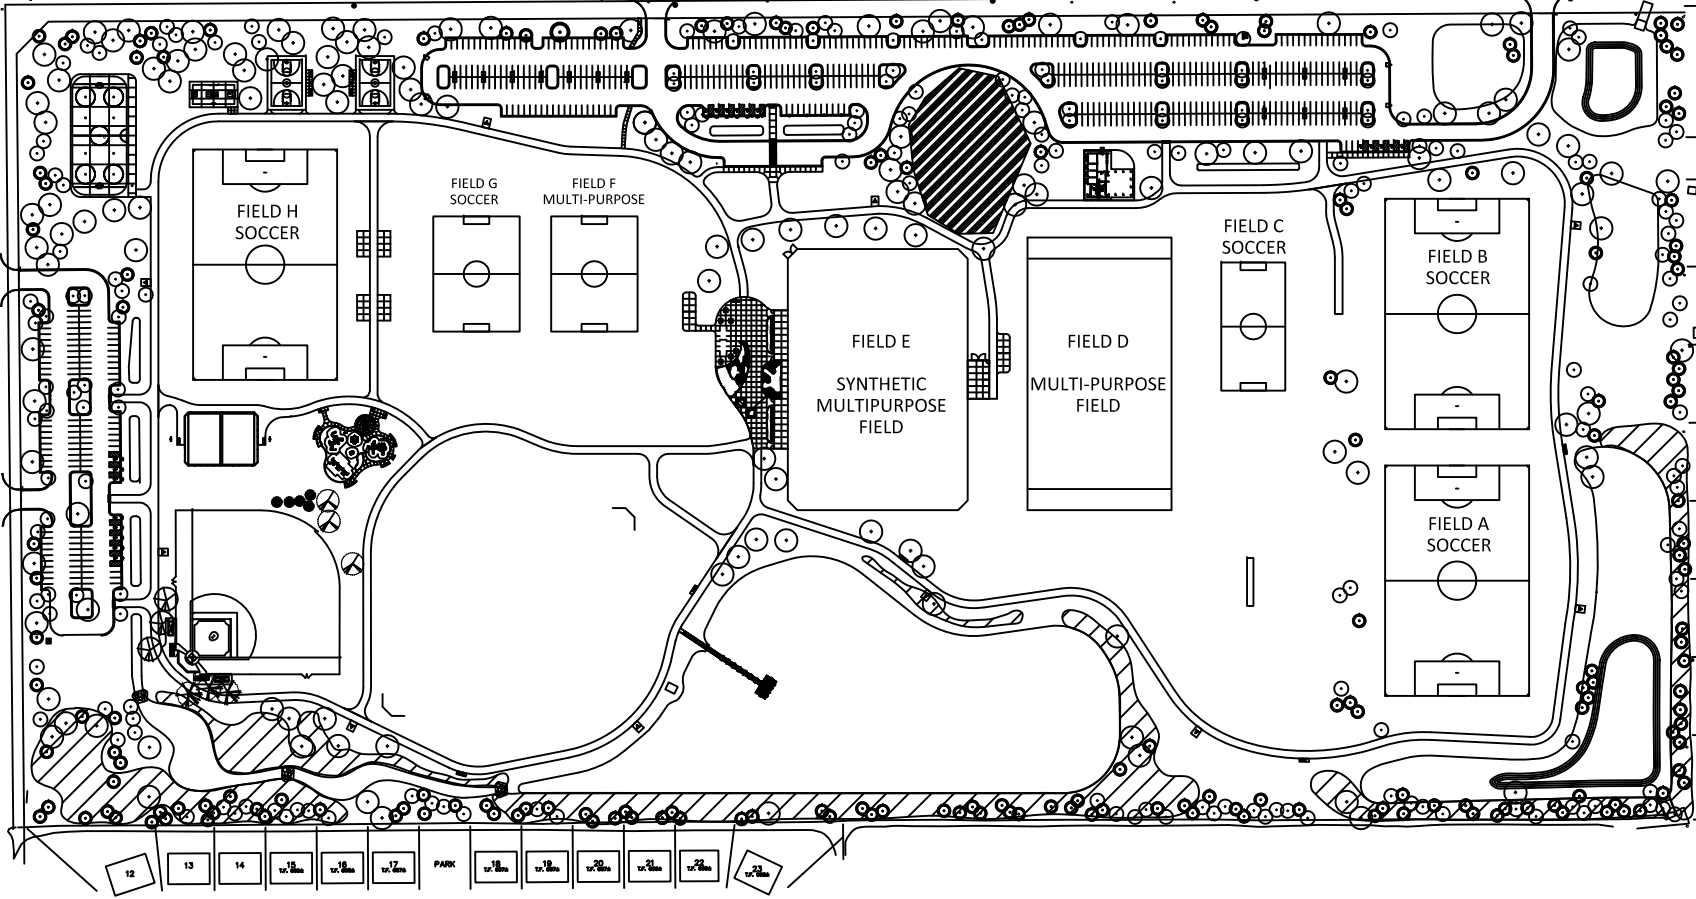 FIELD G
SOCCER
FIELD F
MULTI-PURPOSE
FIELD H
SOCCER
FIELD C
SOCCER
FIELD B
SOCCER
FIELD E
SYNTHETIC
MULTIPURPOSE
FIELD
FIELD D
MULTI-PURPOSE
FIELD
FIELD A
SOCCER
12
13
14
15
16
17
PARK
18
19
20
21
22
23